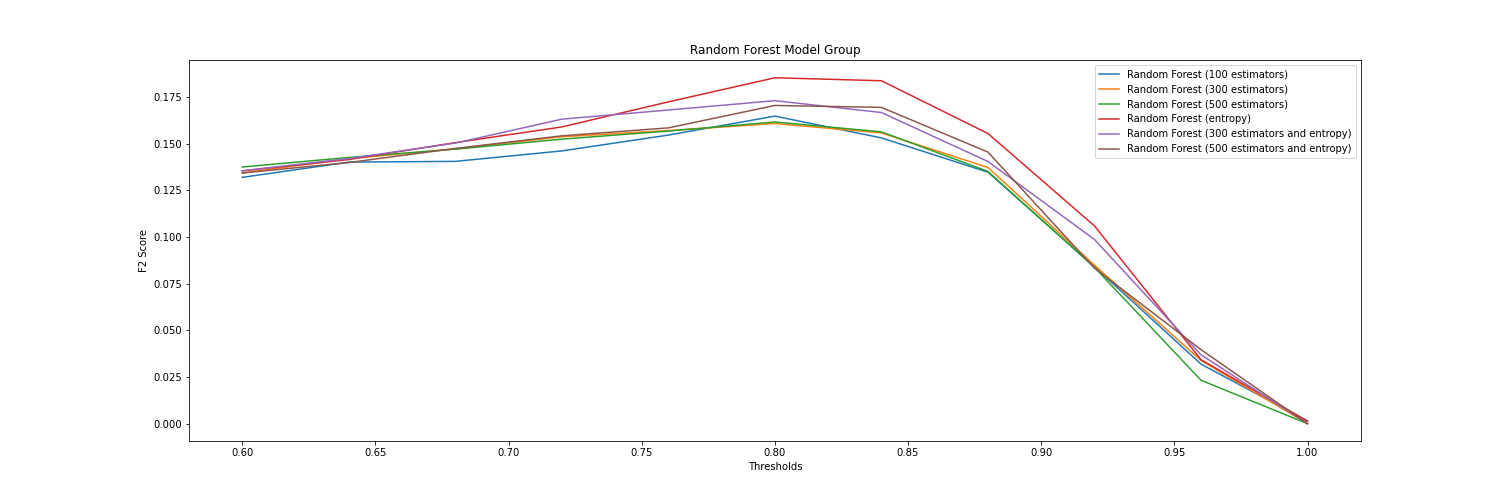 Random Forest Model Group
Random Forest (100 estimators)
Random Forest (300 estimators)
Random Forest (500 estimators)
Random Forest (entropy)
Random Forest (300 estimators and entropy)
Random Forest (500 estimators and entropy)
F2 Score
0.175
0.150
0.125
0.100
0.075
0.050
0.025
0.000
0.60 0.65 0.70 0.75 0.80 0.85 0.90 0.95 1.00
Thresholds